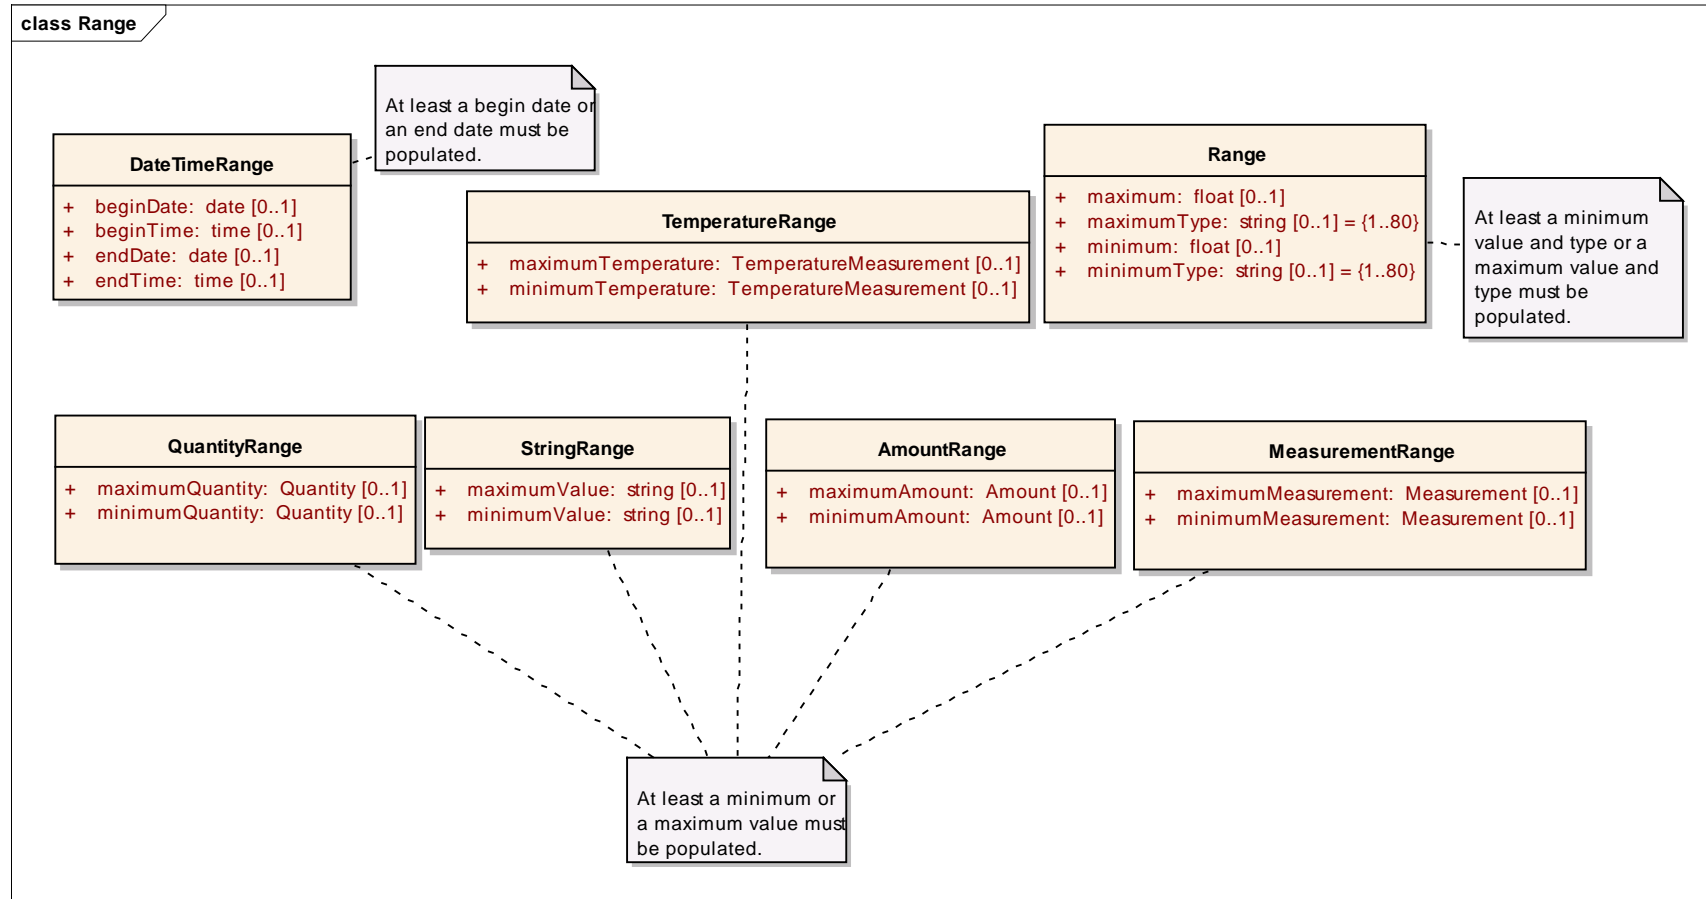 class Range
At least a begin date or
an end date must be
populated.
DateTimeRange
+ beginDate: date [0..1]
+ beginTime: time [0..1]
+ endDate: date [0..1]
+ endTime: time [0..1]
TemperatureRange
+ maximumTemperature: TemperatureMeasurement [0..1]
+ minimumTemperature: TemperatureMeasurement [0..1]
Range
+ maximum: float [0..1]
+ maximumType: string [0..1] = {1..80}
+ minimum: float [0..1]
+ minimumType: string [0..1] = {1..80}
At least a minimum
value and type or a
maximum value and
type must be
populated.
QuantityRange
+ maximumQuantity: Quantity [0..1]
+ minimumQuantity: Quantity [0..1]
StringRange
+ maximumValue: string [0..1]
+ minimumValue: string [0..1]
AmountRange
+ maximumAmount: Amount [0..1]
+ minimumAmount: Amount [0..1]
MeasurementRange
+ maximumMeasurement: Measurement [0..1]
+ minimumMeasurement: Measurement [0..1]
At least a minimum or
a maximum value must
be populated.